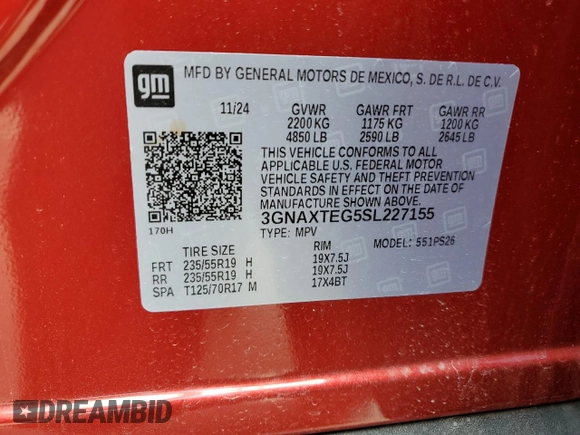 gm
MFD BY GENERAL MOTORS DE MEXICO, S. DE R.L. DE C.V.
11/24 GVWR GAWR FRT GAWR RR
2200 KG 1175 KG 1200 KG
4850 LB 2590 LB 2645 LB
THIS VEHICLE CONFORMS TO ALL
APPLICABLE U.S. FEDERAL MOTOR
VEHICLE SAFETY AND THEFT PREVENTION
STANDARDS IN EFFECT ON THE DATE OF
MANUFACTURE SHOWN ABOVE.
170H
3GNAXTEG5SL227155
TYPE: MPV MODEL: 551PS26
TIRE SIZE RIM
FRT 235/55R19 H 19X7.5J
RR 235/55R19 H 19X7.5J
SPA T125/70R17 M 17X4BT
DREAMBID